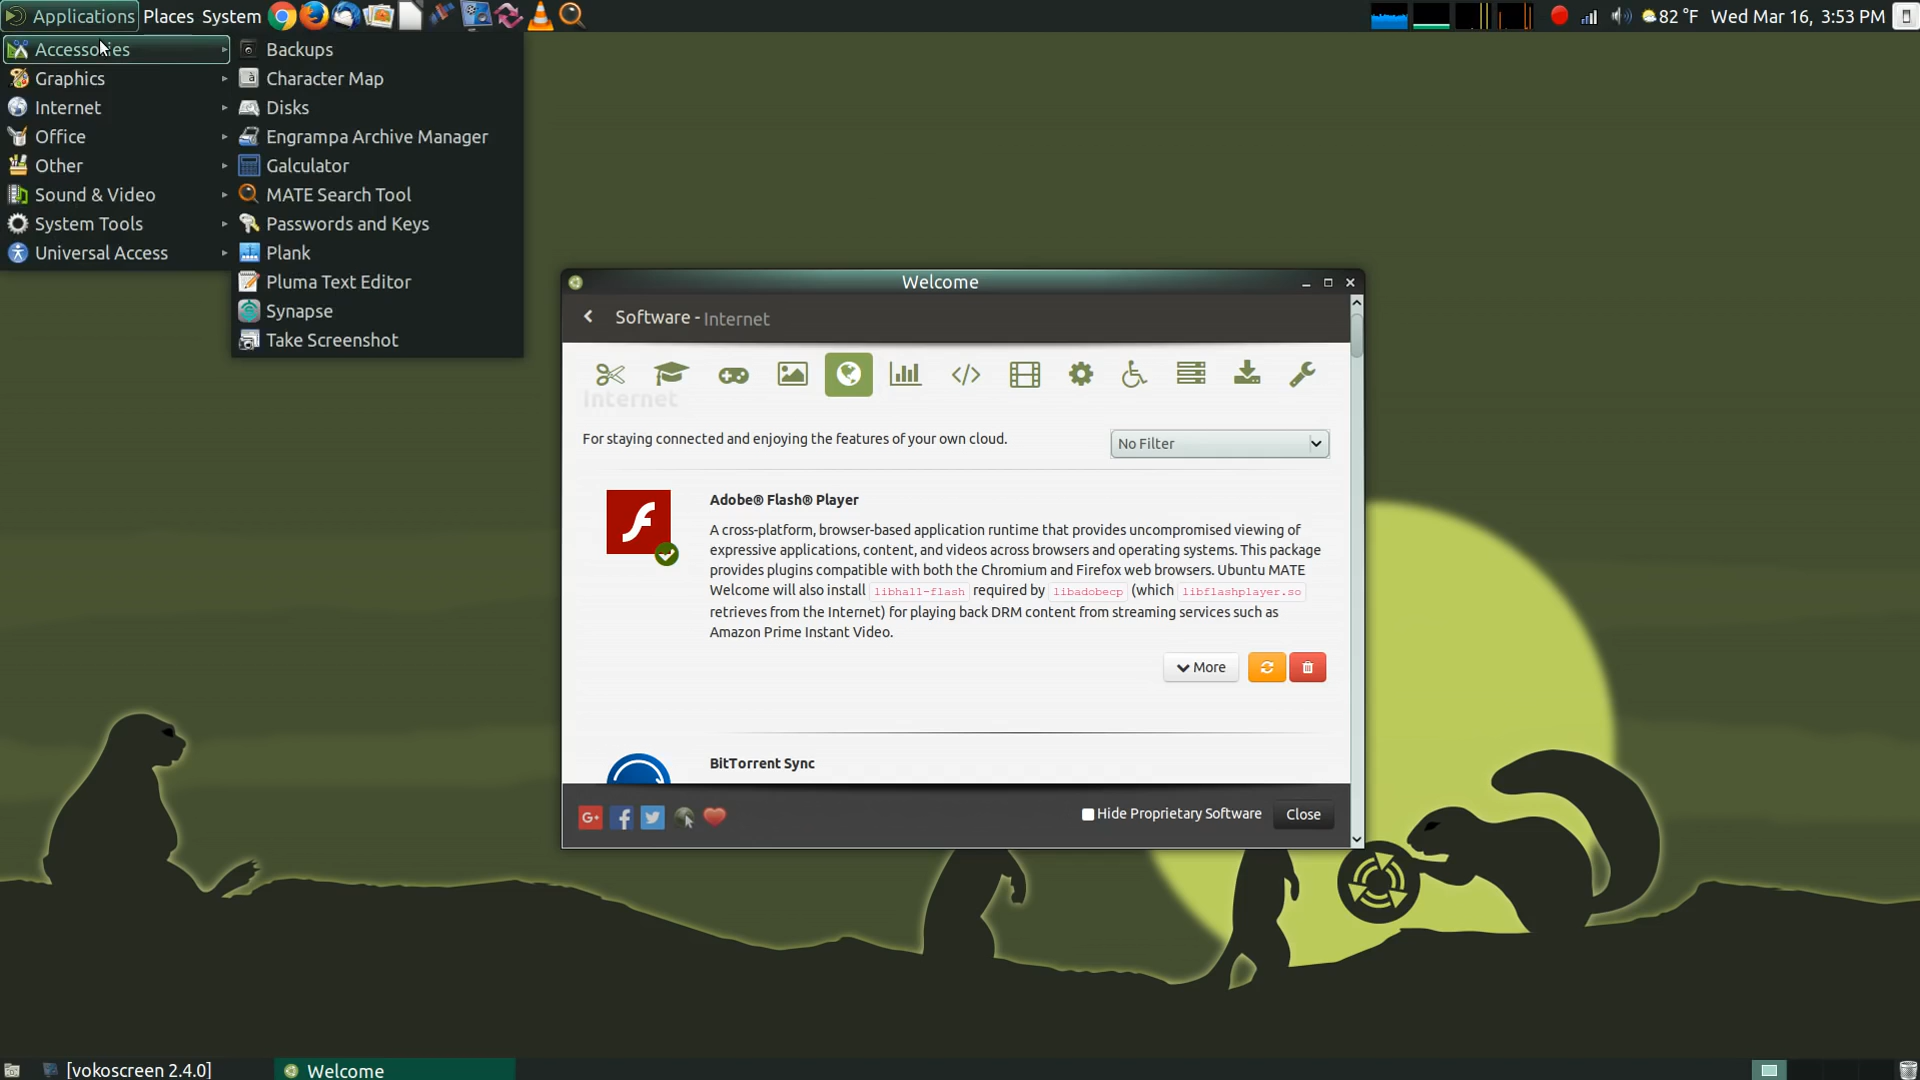 Applications Places System 82 °F Wed Mar 16, 3:53 PM
Accessories
Graphics
Internet
Office
Other
Sound & Video
System Tools
Universal Access
Backups
Character Map
Disks
Engrampa Archive Manager
Galculator
MATE Search Tool
Passwords and Keys
Plank
Pluma Text Editor
Synapse
Take Screenshot
Welcome
Software - Internet
Internet
For staying connected and enjoying the features of your own cloud.
No Filter
Adobe® Flash® Player
A cross-platform, browser-based application runtime that provides uncompromised viewing of
expressive applications, content, and videos across browsers and operating systems. This package
provides plugins compatible with both the Chromium and Firefox web browsers. Ubuntu MATE
Welcome will also install libhall-flash required by libadobecp (which libflashplayer.so
retrieves from the Internet) for playing back DRM content from streaming services such as
Amazon Prime Instant Video.
More
BitTorrent Sync
G+
Hide Proprietary Software
Close
[vokoscreen 2.4.0]
Welcome